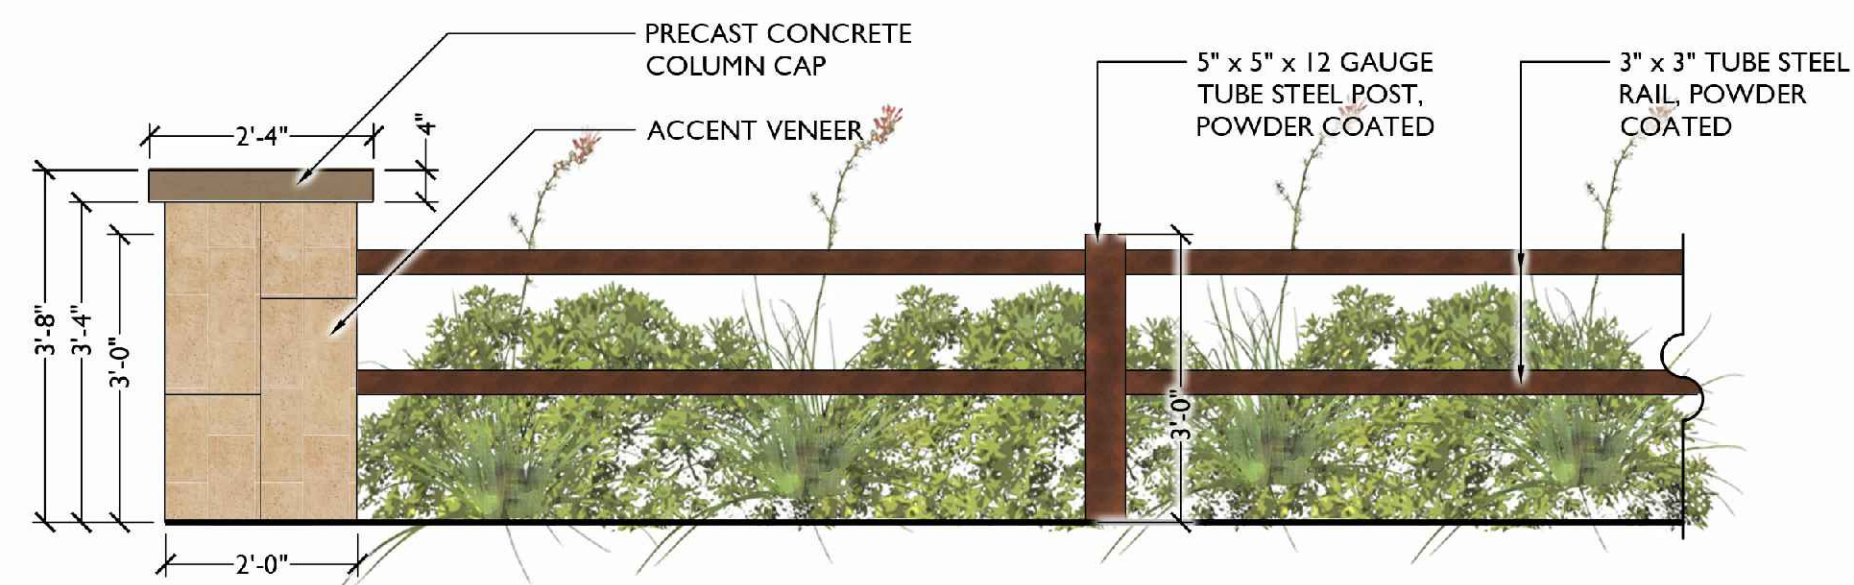 PRECAST CONCRETE
COLUMN CAP
ACCENT VENEER
5" x 5" x 12 GAUGE
TUBE STEEL POST,
POWDER COATED
3" x 3" TUBE STEEL
RAIL, POWDER
COATED
2'-4"
4"
3'-8"
3'-4"
3'-0"
3'-0"
2'-0"